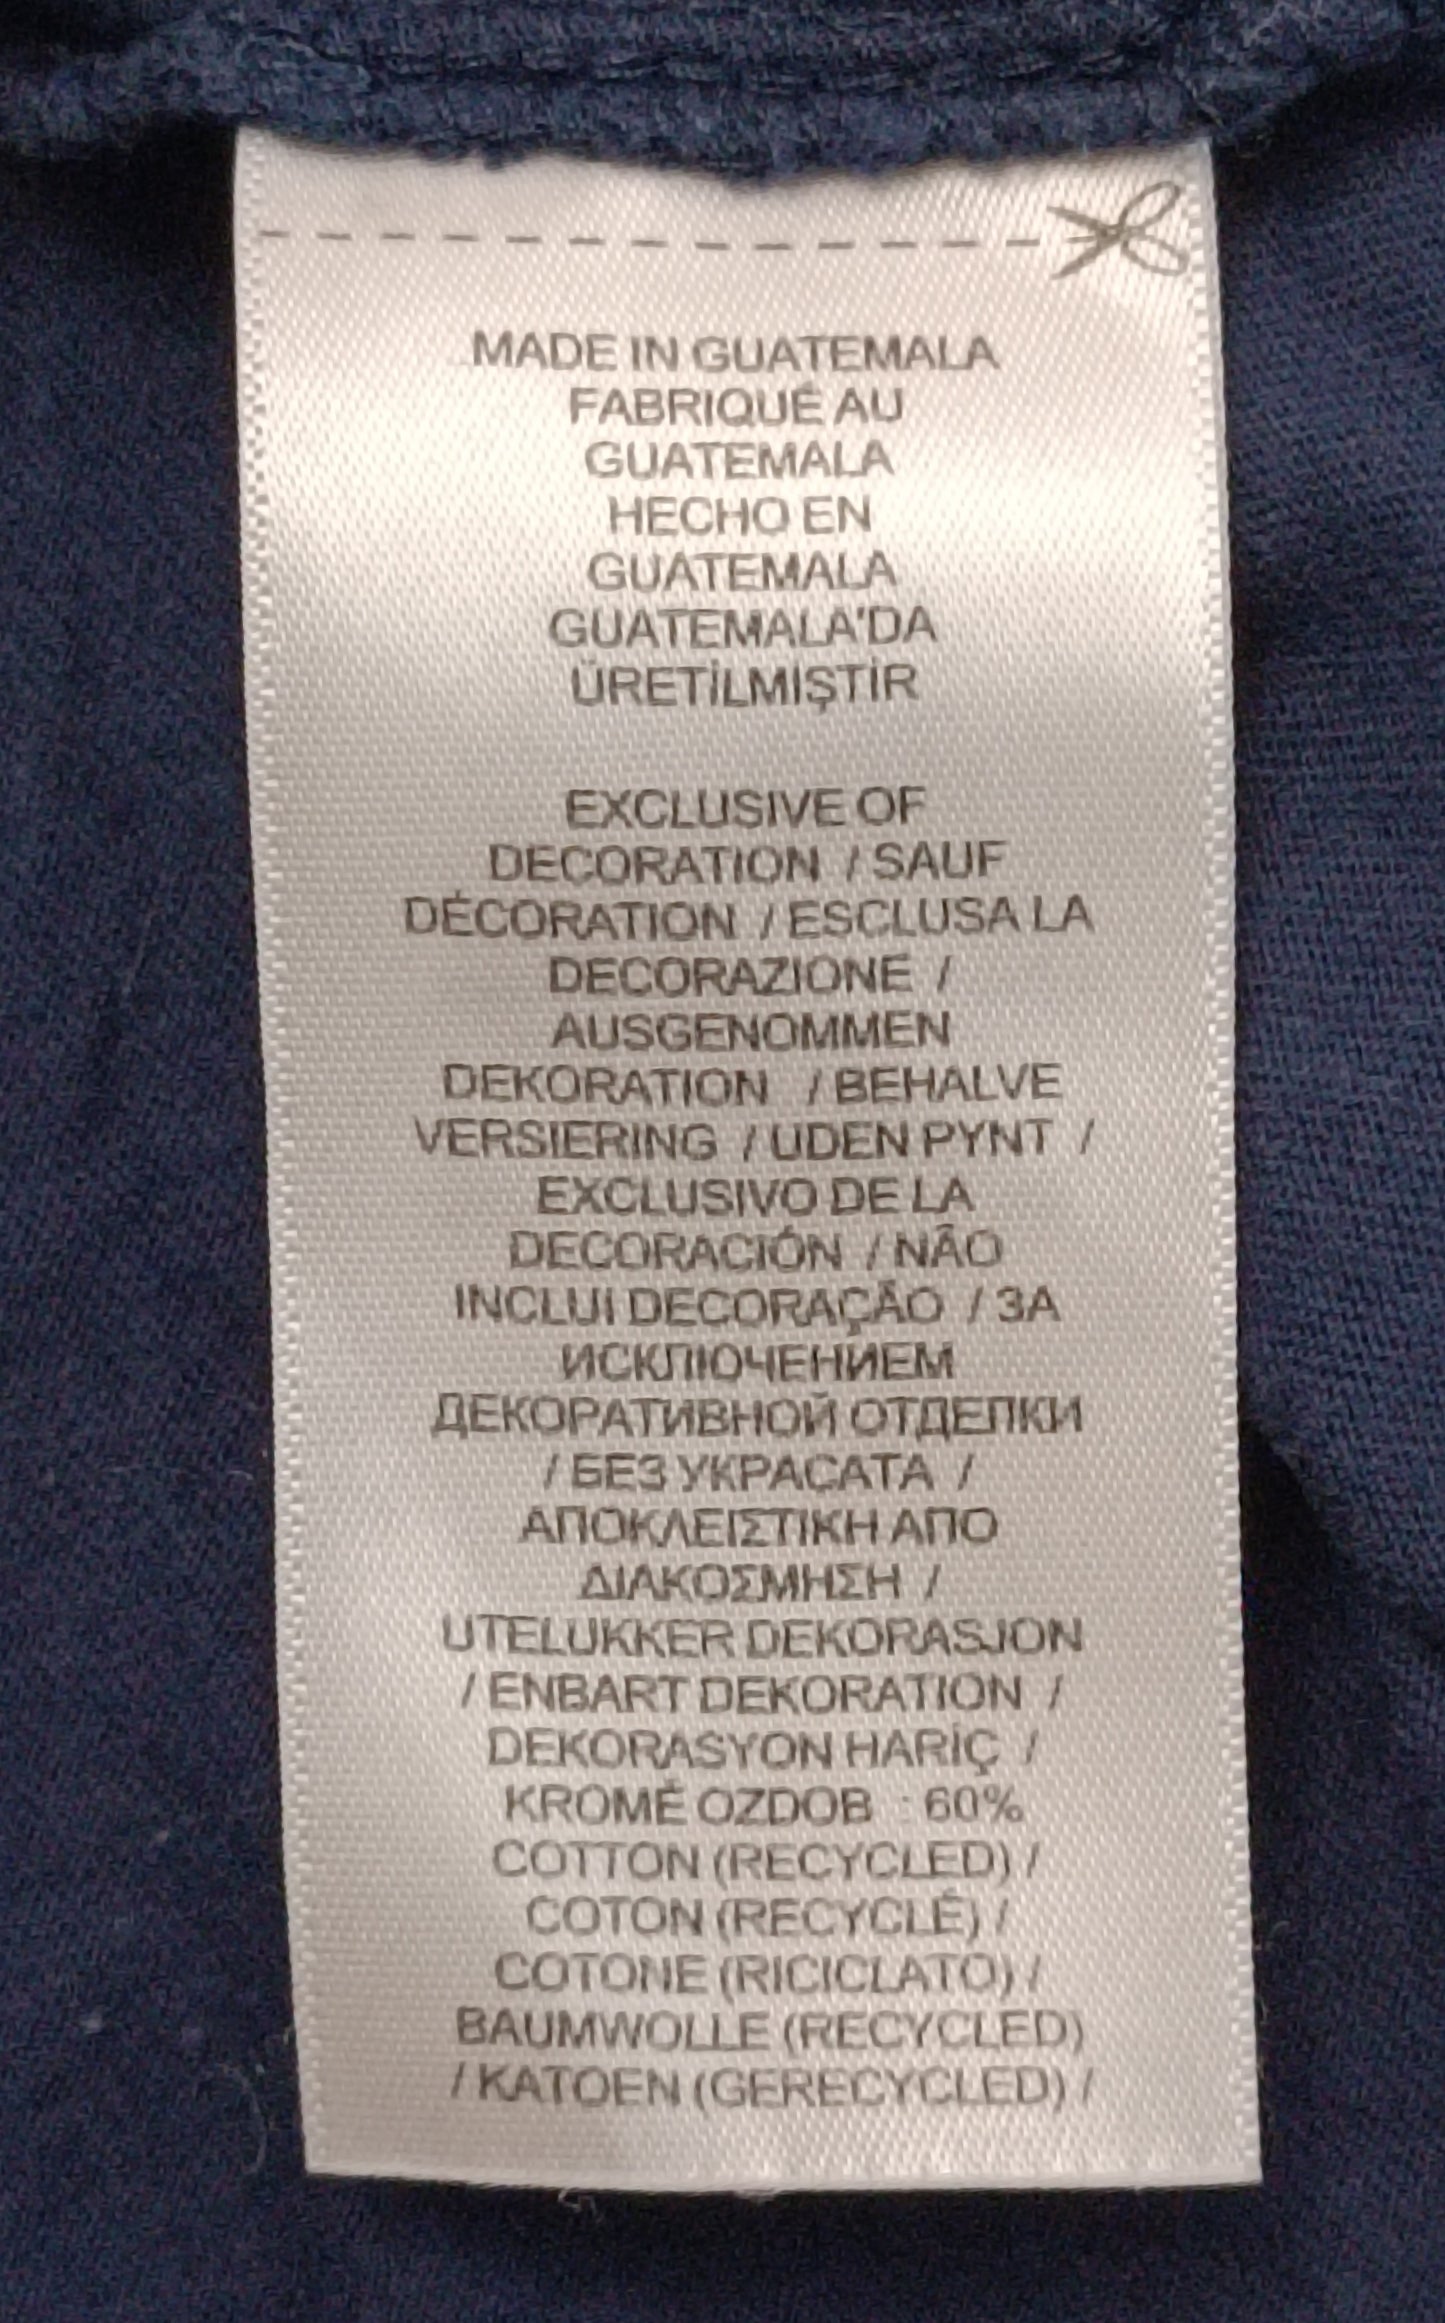 MADE IN GUATEMALA
FABRIQUÉ AU
GUATEMALA
HECHO EN
GUATEMALA
GUATEMALA'DA
ÜRETİLMIŞTİR
EXCLUSIVE OF
DECORATION / SAUF
DÉCORATION / ESCLUSA LA
DECORAZIONE /
AUSGENOMMEN
DEKORATION / BEHALVE
VERSIERING / UDEN PYNT /
EXCLUSIVO DE LA
DECORACIÓN / NÃO
INCLUI DECORAÇÃO / ЗА
ИСКЛЮЧЕНИЕМ
ДЕКОРАТИВНОЙ ОТДЕЛКИ
/ БЕЗ УКРАСАТА /
ΑΠΟΚΛΕΙΣΤΙΚΗ ΑΠΟ
ΔΙΑΚΟΣΜΗΣΗ /
UTELUKKER DEKORASJON
/ ENBART DEKORATION /
DEKORASYON HARİÇ /
KROMĚ OZDOB : 60%
COTTON (RECYCLED) /
COTON (RECYCLÉ) /
COTONE (RICICLATO) /
BAUMWOLLE (RECYCLED)
/ KATOEN (GERECYCLED) /